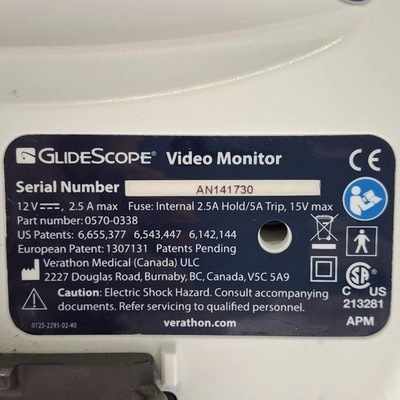 GLIDESCOPE® Video Monitor
CE
Serial Number AN141730
12 V⎓, 2.5 A max Fuse: Internal 2.5A Hold/5A Trip, 15V max
Part number: 0570-0338
US Patents: 6,655,377 6,543,447 6,142,144
European Patent: 1307131 Patents Pending
Verathon Medical (Canada) ULC
2227 Douglas Road, Burnaby, BC, Canada, V5C 5A9
Caution: Electric Shock Hazard. Consult accompanying
documents. Refer servicing to qualified personnel.
0125-2293-02-40
verathon.com
SA
C US
213281
APM